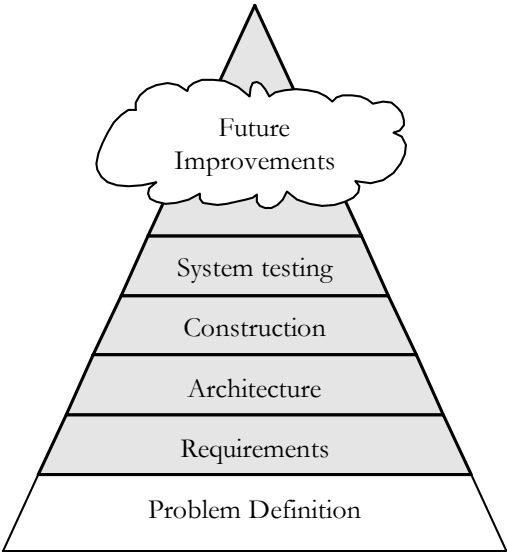 Future
Improvements
System testing
Construction
Architecture
Requirements
Problem Definition